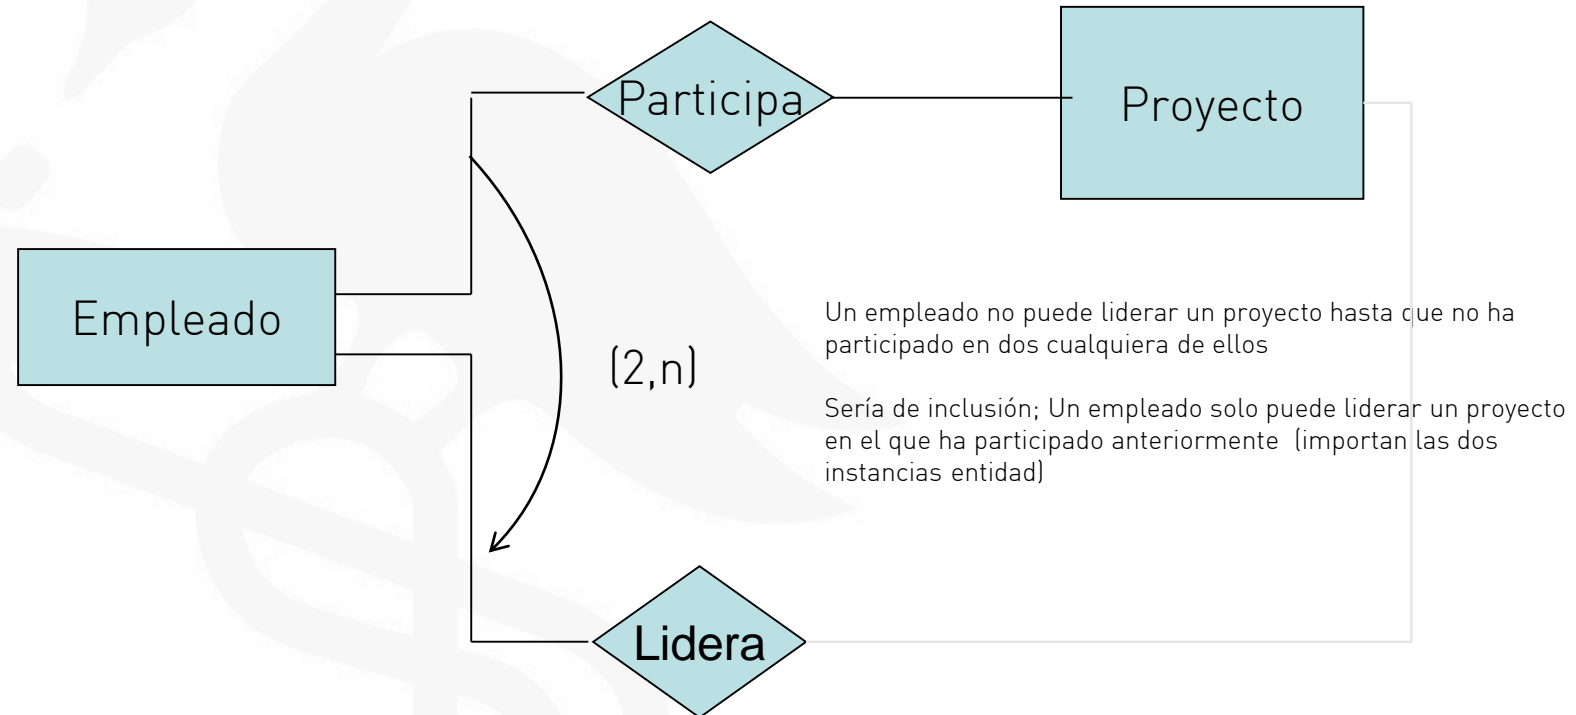 Participa
Proyecto
Empleado
(2,n)
Un empleado no puede liderar un proyecto hasta que no ha
participado en dos cualquiera de ellos
Sería de inclusión; Un empleado solo puede liderar un proyecto
en el que ha participado anteriormente (importan las dos
instancias entidad)
Lidera